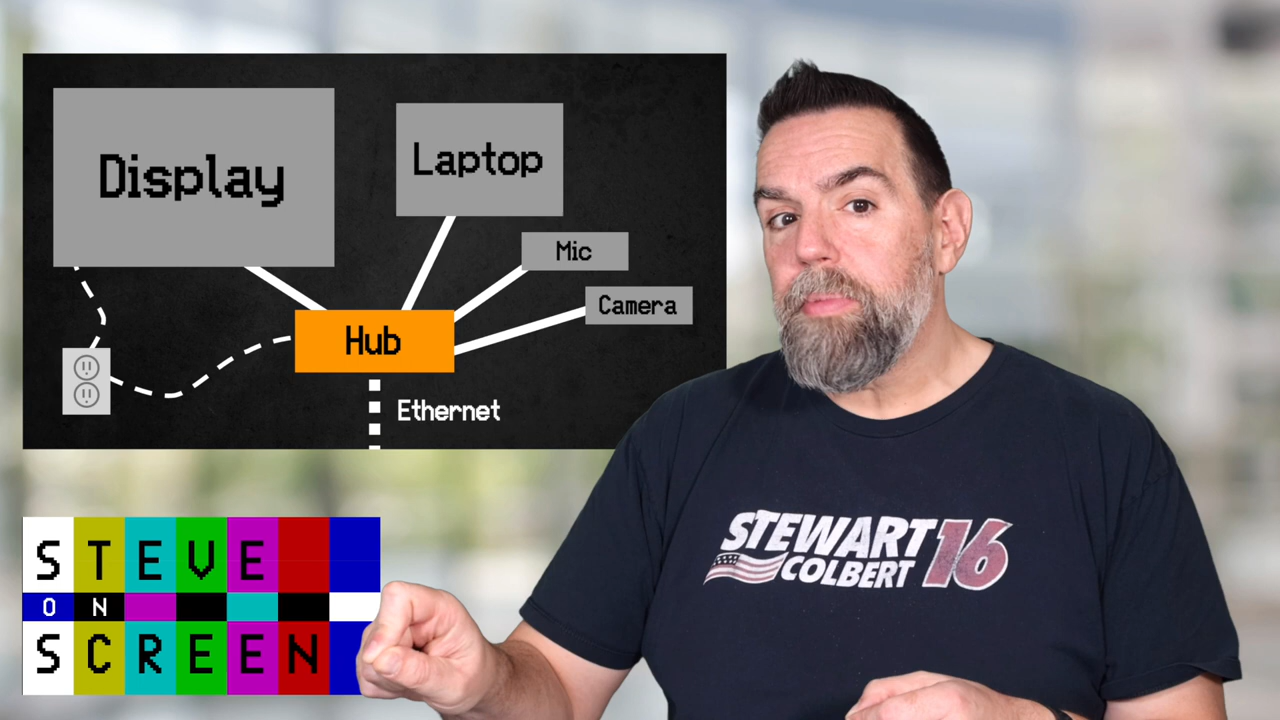 Display
Laptop
Mic
Camera
Hub
Ethernet
STEVE
ON
SCREEN
STEWART
COLBERT
16